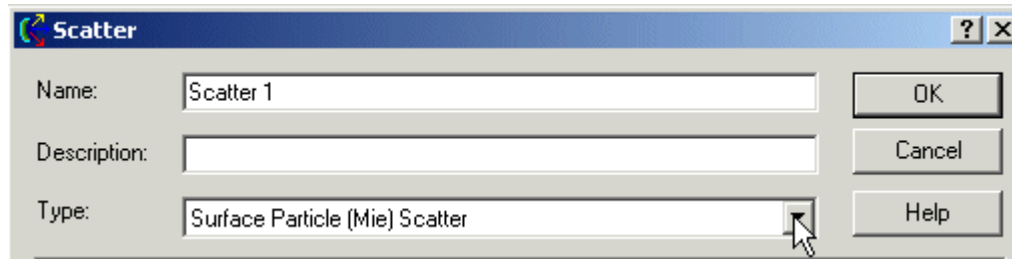 Scatter
Name: Scatter 1 OK
Description: Cancel
Type: Surface Particle (Mie) Scatter Help